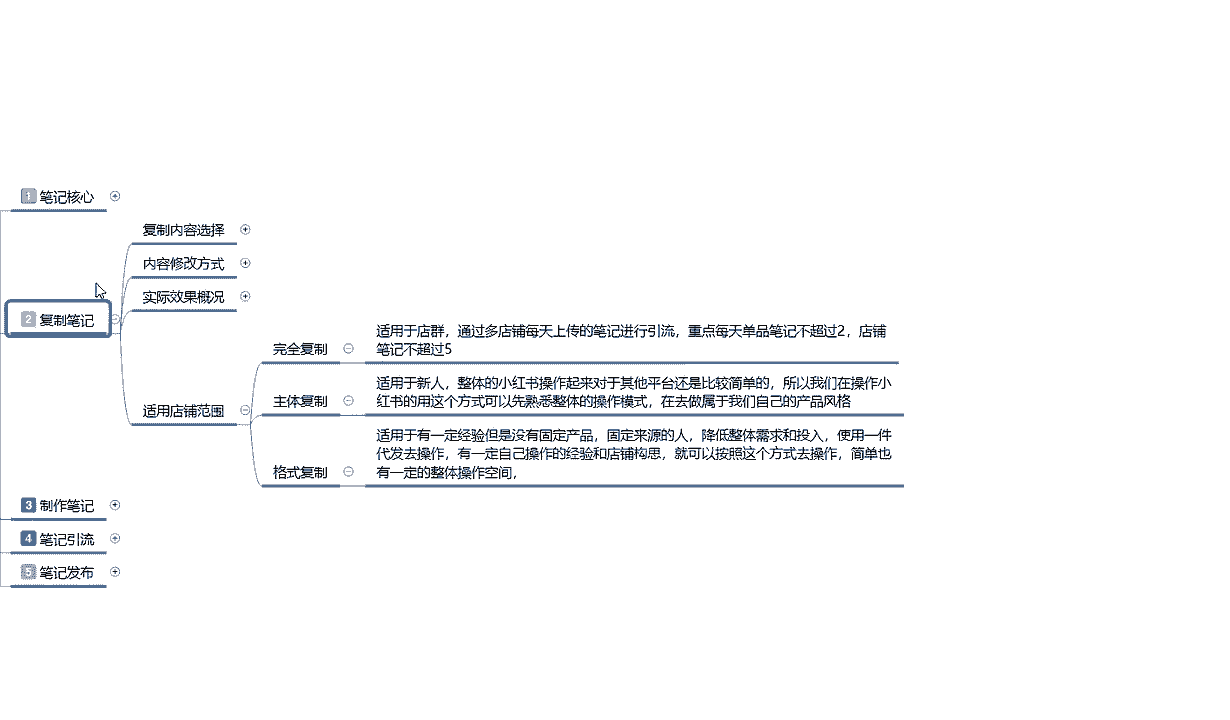 1 笔记核心
复制内容选择
内容修改方式
实际效果概况
2 复制笔记
适用于店群，通过多店铺每天上传的笔记进行引流，重点每天单品笔记不超过2，店铺
笔记不超过5
完全复制
适用于新人，整体的小红书操作起来对于其他平台还是比较简单的，所以我们在操作小
红书的用这个方式可以先熟悉整体的操作模式，在去做属于我们自己的产品风格
主体复制
适用店铺范围
适用于有一定经验但是没有固定产品，固定来源的人，降低整体需求和投入，使用一件
代发去操作，有一定自己操作的经验和店铺构思，就可以按照这个方式去操作，简单也
有一定的整体操作空间，
格式复制
3 制作笔记
4 笔记引流
5 笔记发布